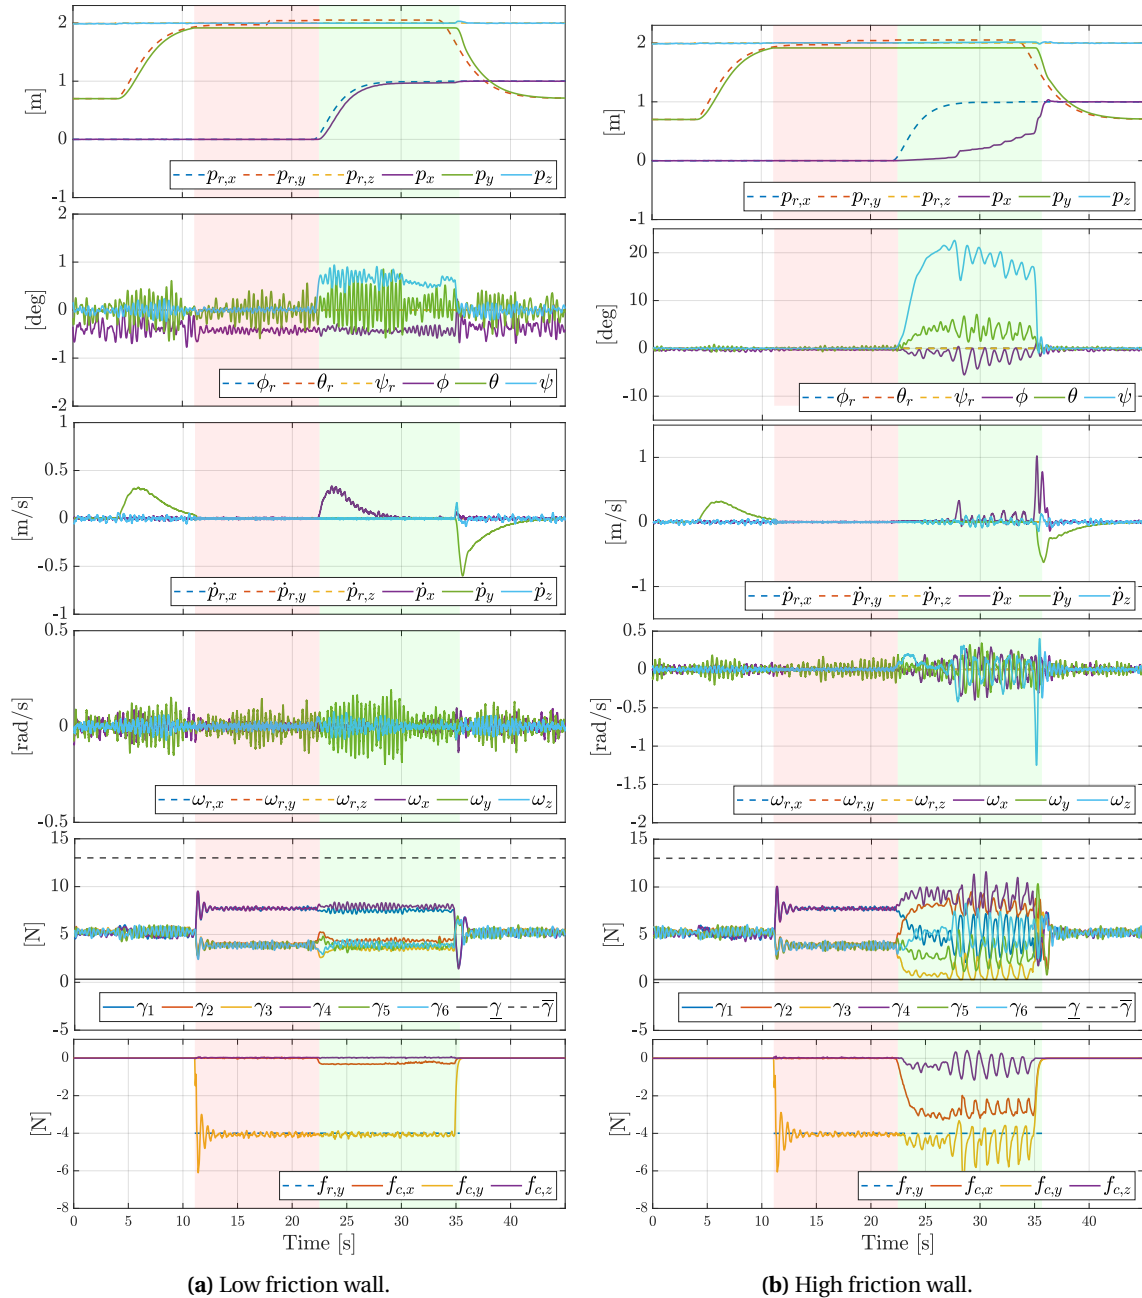 2
1
0
-1
[m]
p_{r,x} p_{r,y} p_{r,z} p_x p_y p_z
2
1
0
-1
-2
[deg]
ϕ_r θ_r ψ_r ϕ θ ψ
1
0.5
0
-0.5
-1
[m/s]
ṗ_{r,x} ṗ_{r,y} ṗ_{r,z} ṗ_x ṗ_y ṗ_z
0.5
0
-0.5
[rad/s]
ω_{r,x} ω_{r,y} ω_{r,z} ω_x ω_y ω_z
15
10
5
0
-5
[N]
γ_1 γ_2 γ_3 γ_4 γ_5 γ_6 \underline{γ} \overline{γ}
0
-2
-4
-6
-8
[N]
f_{r,y} f_{c,x} f_{c,y} f_{c,z}
0 5 10 15 20 25 30 35 40
Time [s]
(a) Low friction wall.
2
1
0
-1
[m]
p_{r,x} p_{r,y} p_{r,z} p_x p_y p_z
20
10
0
-10
[deg]
ϕ_r θ_r ψ_r ϕ θ ψ
1
0
-1
[m/s]
ṗ_{r,x} ṗ_{r,y} ṗ_{r,z} ṗ_x ṗ_y ṗ_z
0.5
0
-0.5
-1
-1.5
-2
[rad/s]
ω_{r,x} ω_{r,y} ω_{r,z} ω_x ω_y ω_z
15
10
5
0
-5
[N]
γ_1 γ_2 γ_3 γ_4 γ_5 γ_6 \underline{γ} \overline{γ}
0
-2
-4
-6
-8
[N]
f_{r,y} f_{c,x} f_{c,y} f_{c,z}
0 5 10 15 20 25 30 35 40
Time [s]
(b) High friction wall.